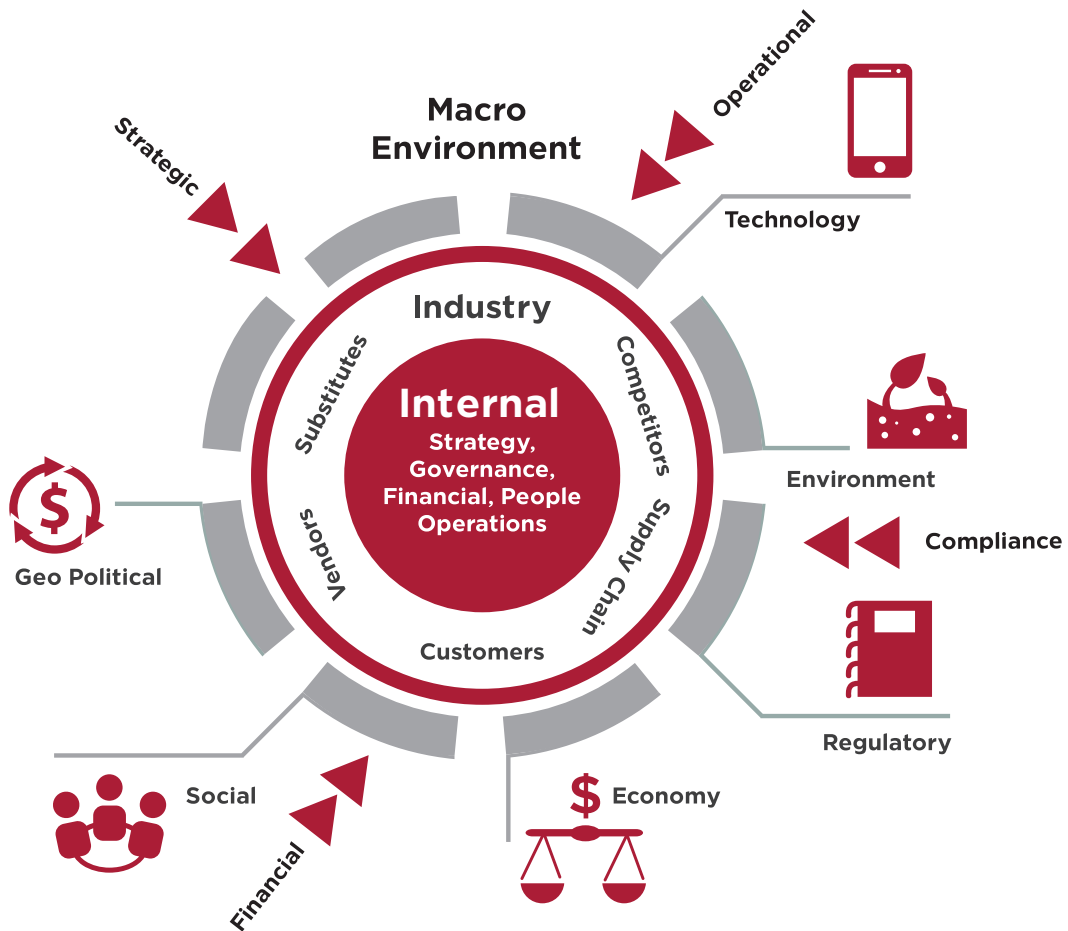 Operational
Macro
Environment
Strategic
Technology
Industry
Substitutes
Competitors
Internal
Strategy,
Governance,
Financial, People
Operations
Environment
Compliance
$
Geo Political
Vendors
Supply Chain
Customers
Regulatory
Social
$
Economy
Financial